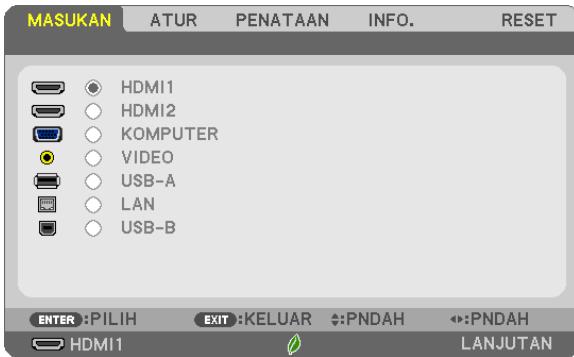 MASUKAN ATUR PENATAAN INFO. RESET
HDMI1
HDMI2
KOMPUTER
VIDEO
USB-A
LAN
USB-B
ENTER :PILIH EXIT :KELUAR :PNDAH :PNDAH
HDMI1 LANJUTAN